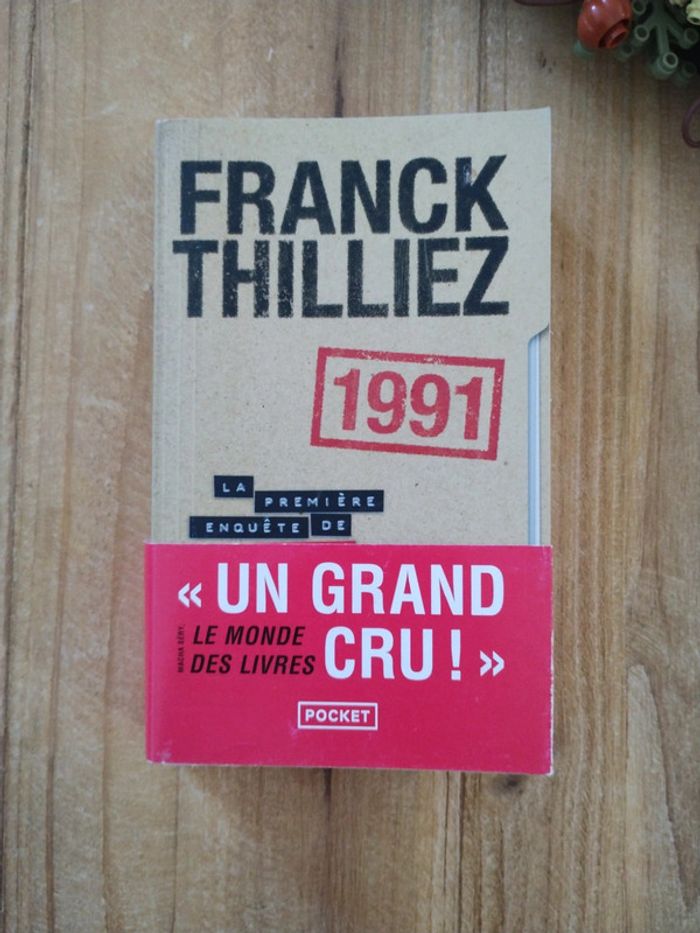 FRANCK
THILLIEZ
1991
LA
PREMIÈRE
ENQUÊTE DE
« UN GRAND
MACHA SÉRY, LE MONDE
DES LIVRES CRU ! »
POCKET